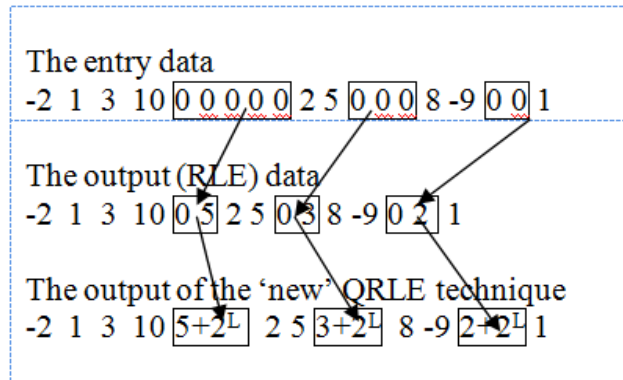 The entry data
-2 1 3 10 0 0 0 0 0 2 5 0 0 0 8 -9 0 0 1
The output (RLE) data
-2 1 3 10 0 5 2 5 0 3 8 -9 0 2 1
The output of the ‘new’ QRLE technique
-2 1 3 10 5+2ᴸ 2 5 3+2ᴸ 8 -9 2+2ᴸ 1